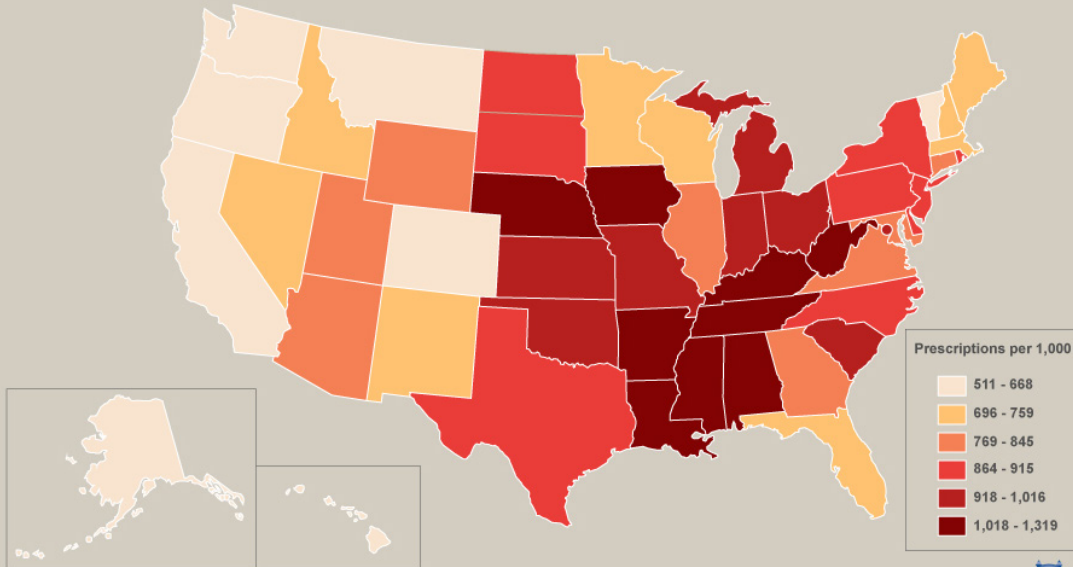 Prescriptions per 1,000
511 - 668
696 - 759
769 - 845
864 - 915
918 - 1,016
1,018 - 1,319